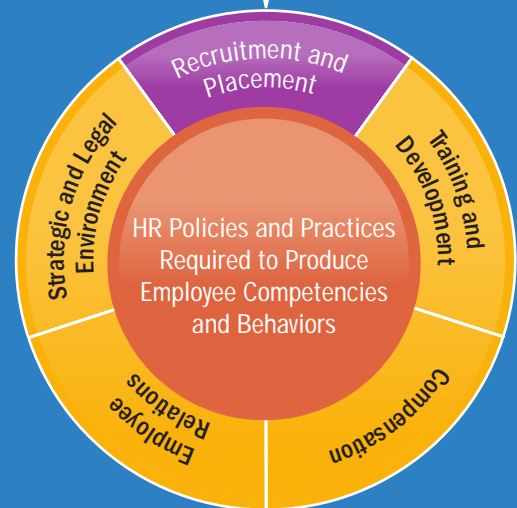 Recruitment and
Placement
Training and
Development
Compensation
Employee
Relations
Strategic and Legal
Environment
HR Policies and Practices
Required to Produce
Employee Competencies
and Behaviors